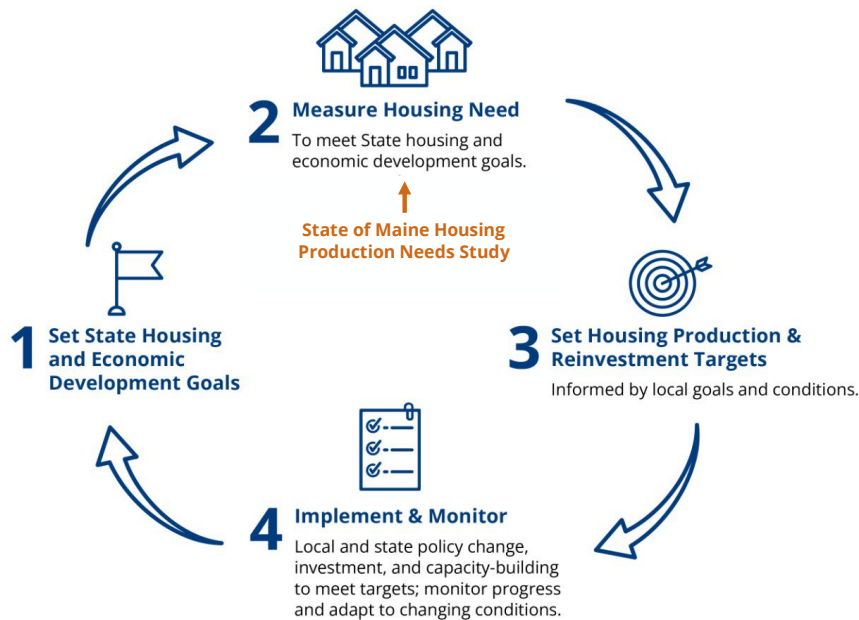 2
Measure Housing Need
To meet State housing and
economic development goals.
State of Maine Housing
Production Needs Study
1
Set State Housing
and Economic
Development Goals
3
Set Housing Production &
Reinvestment Targets
Informed by local goals and conditions.
4
Implement & Monitor
Local and state policy change,
investment, and capacity-building
to meet targets; monitor progress
and adapt to changing conditions.